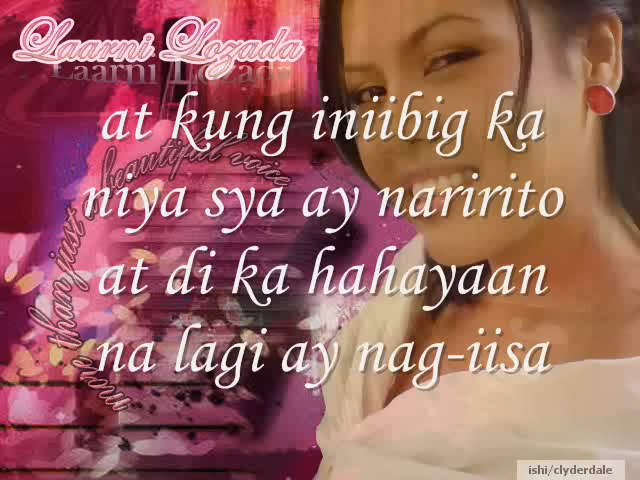 Laarni Lozada
Laarni Lozada
more than just a beautiful voice
at kung iniibig ka
niya sya ay naririto
at di ka hahayaan
na lagi ay nag-iisa
ishi/clyderdale